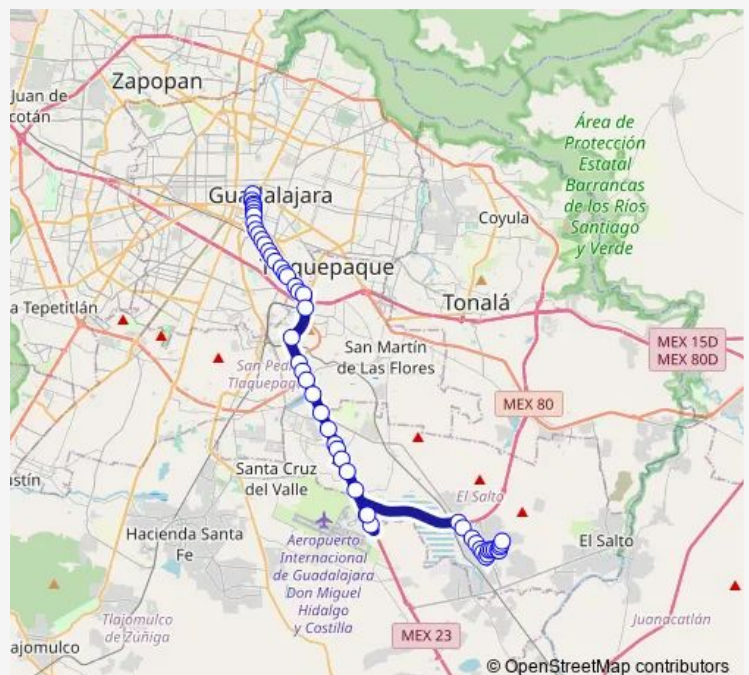 Zapopan
Juan de
cotán
Área de
Protección
Estatal
Barrancas
de los Ríos
Santiago
y Verde
Guadalajara
Coyula
quepaque
Tonalá
a Tepetitlán
MEX 15D
MEX 80D
San Martín
de Las Flores
San Pedro
Tlaquepaque
MEX 80
Santa Cruz
del Valle
ustín
El Salto
Hacienda Santa
Fe
Aeropuerto
Internacional
de Guadalajara
Don Miguel
Hidalgo
y Costilla
El Salto
Tlajomulco
de Zúñiga
Juanacatlán
MEX 23
ajomulco
© OpenStreetMap contributors